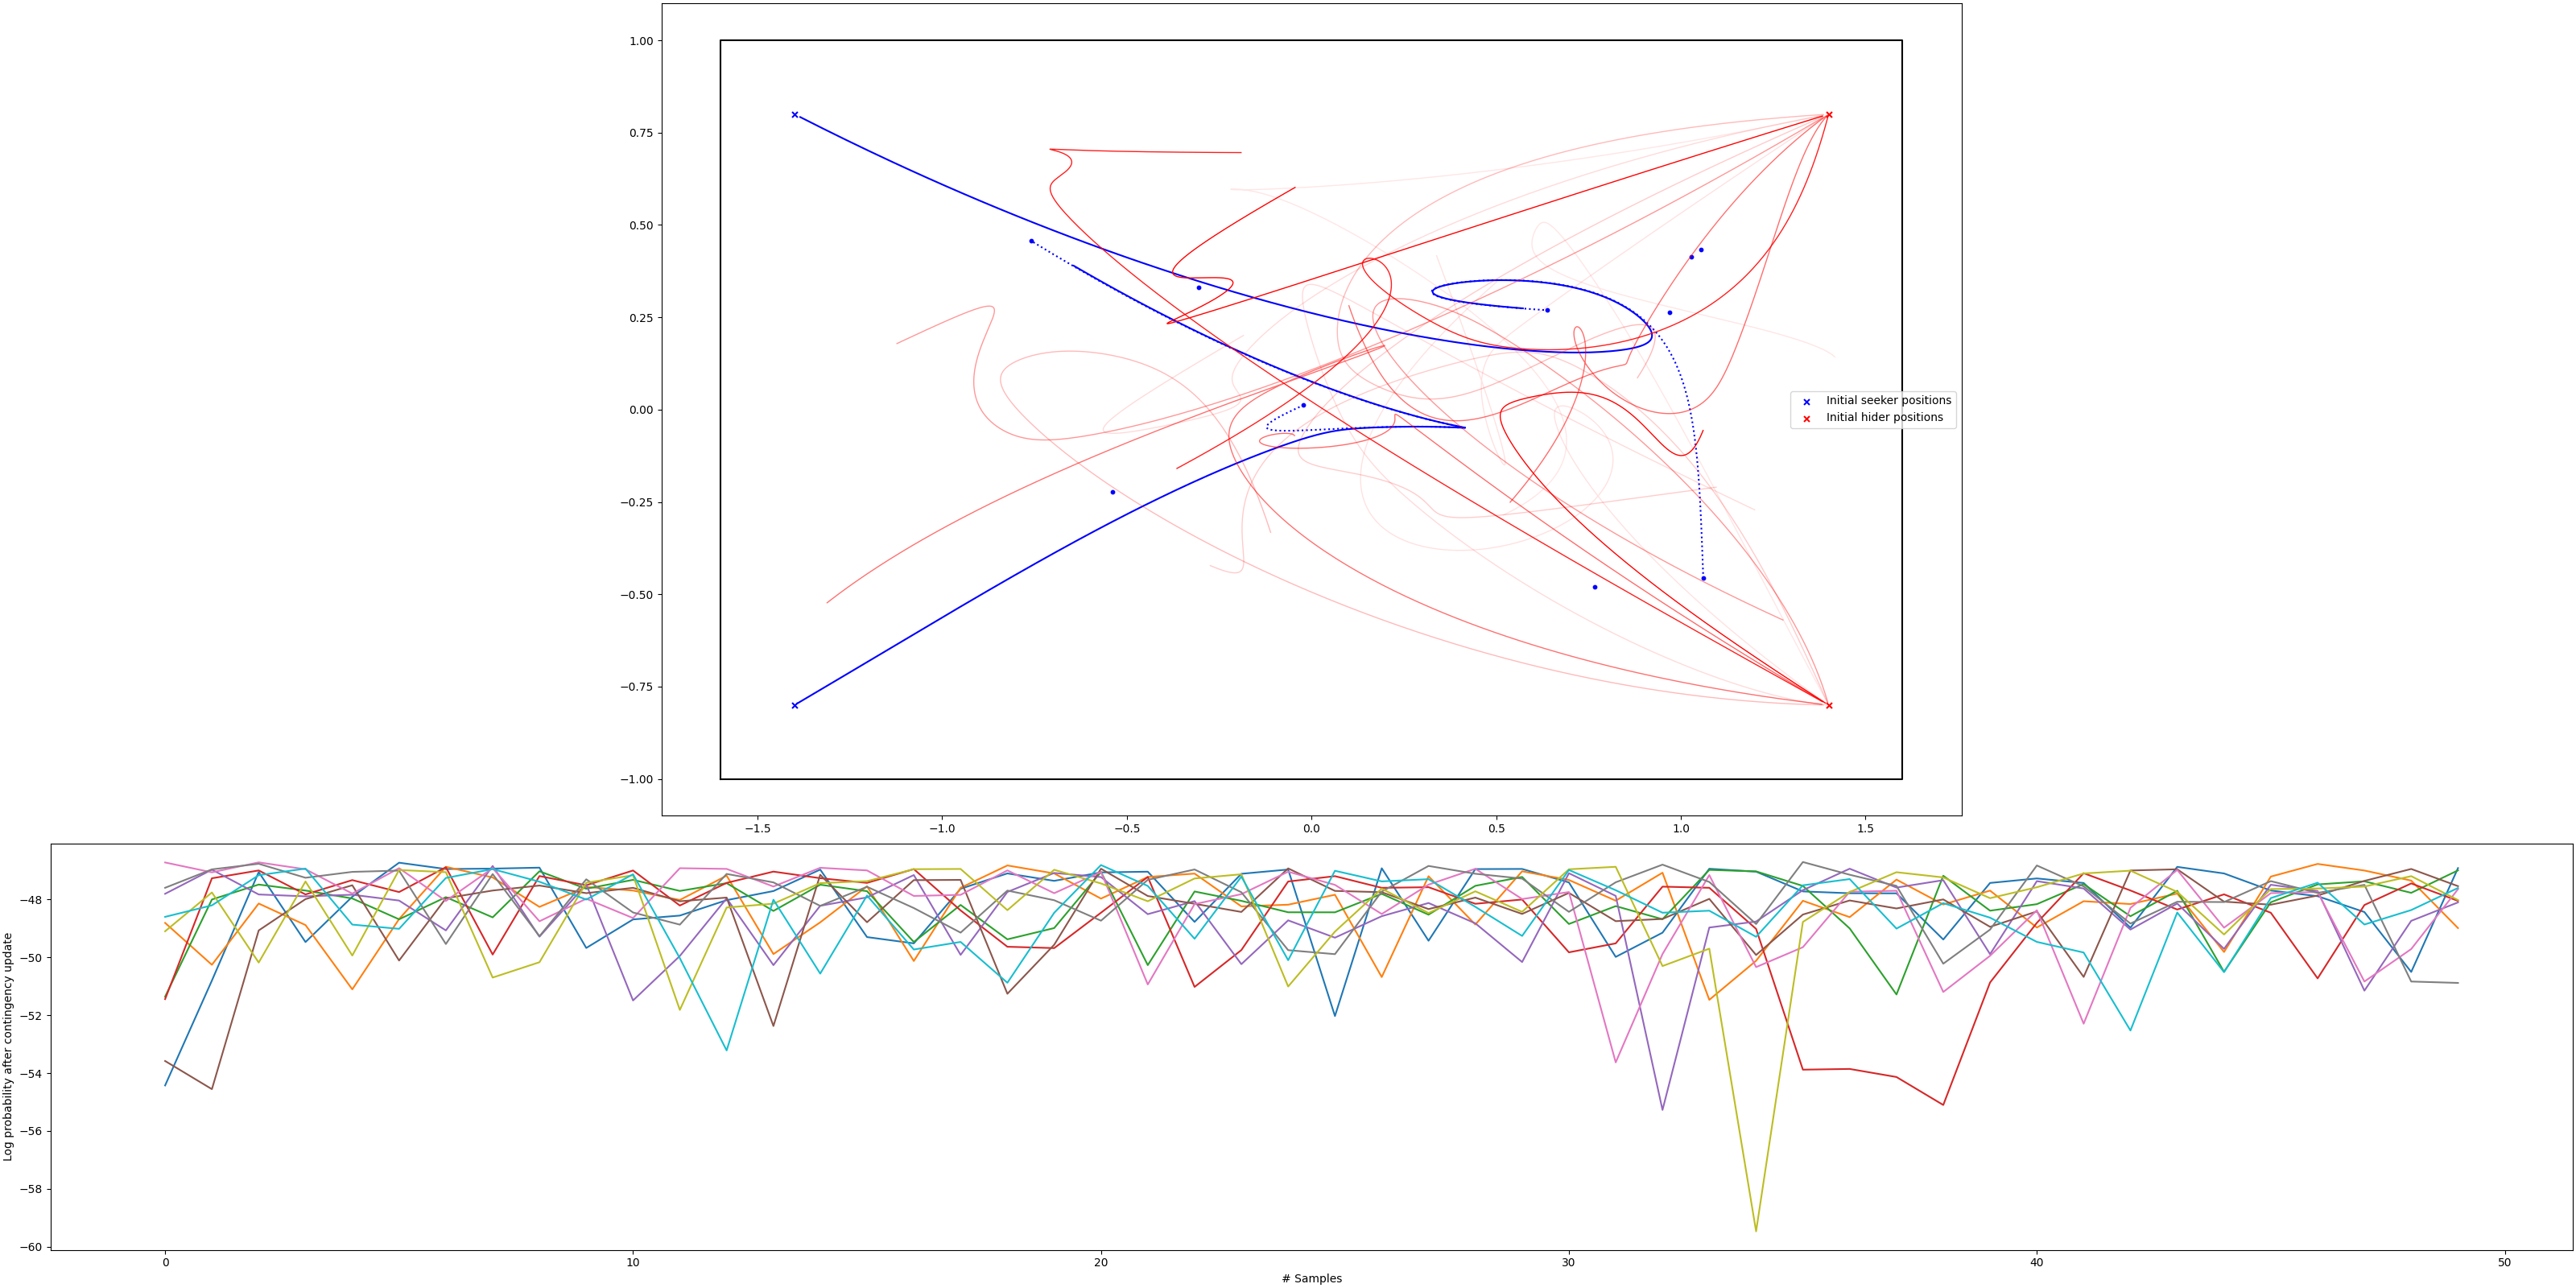 1.00
0.75
0.50
0.25
0.00
−0.25
−0.50
−0.75
−1.00
Initial seeker positions
Initial hider positions
−1.5 −1.0 −0.5 0.0 0.5 1.0 1.5
Log probability after contingency update
−48
−50
−52
−54
−56
−58
−60
0 10 20 30 40 50
# Samples